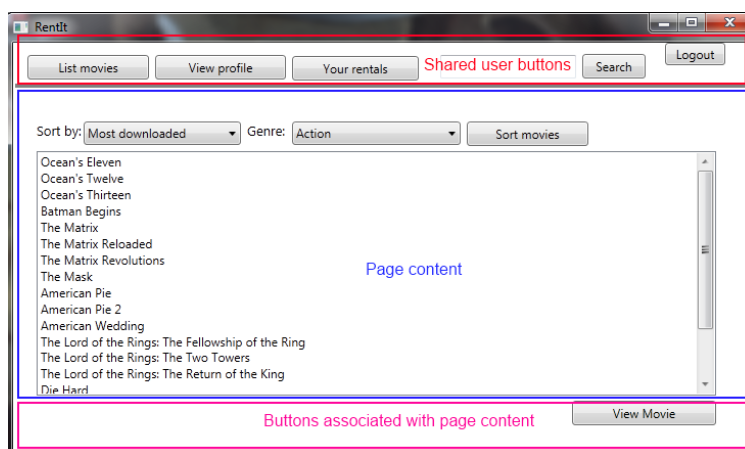 RentIt
Logout
List movies View profile Your rentals Shared user buttons Search
Sort by: Most downloaded Genre: Action Sort movies
Ocean's Eleven
Ocean's Twelve
Ocean's Thirteen
Batman Begins
The Matrix
The Matrix Reloaded
The Matrix Revolutions
The Mask
Page content
American Pie
American Pie 2
American Wedding
The Lord of the Rings: The Fellowship of the Ring
The Lord of the Rings: The Two Towers
The Lord of the Rings: The Return of the King
Die Hard
View Movie
Buttons associated with page content